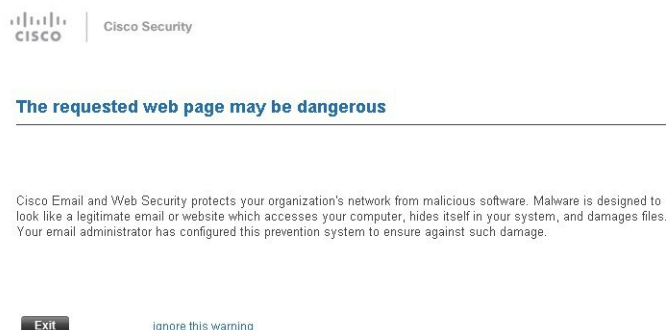 CISCO
Cisco Security
The requested web page may be dangerous
Cisco Email and Web Security protects your organization's network from malicious software. Malware is designed to
look like a legitimate email or website which accesses your computer, hides itself in your system, and damages files.
Your email administrator has configured this prevention system to ensure against such damage.
Exit
ignore this warning